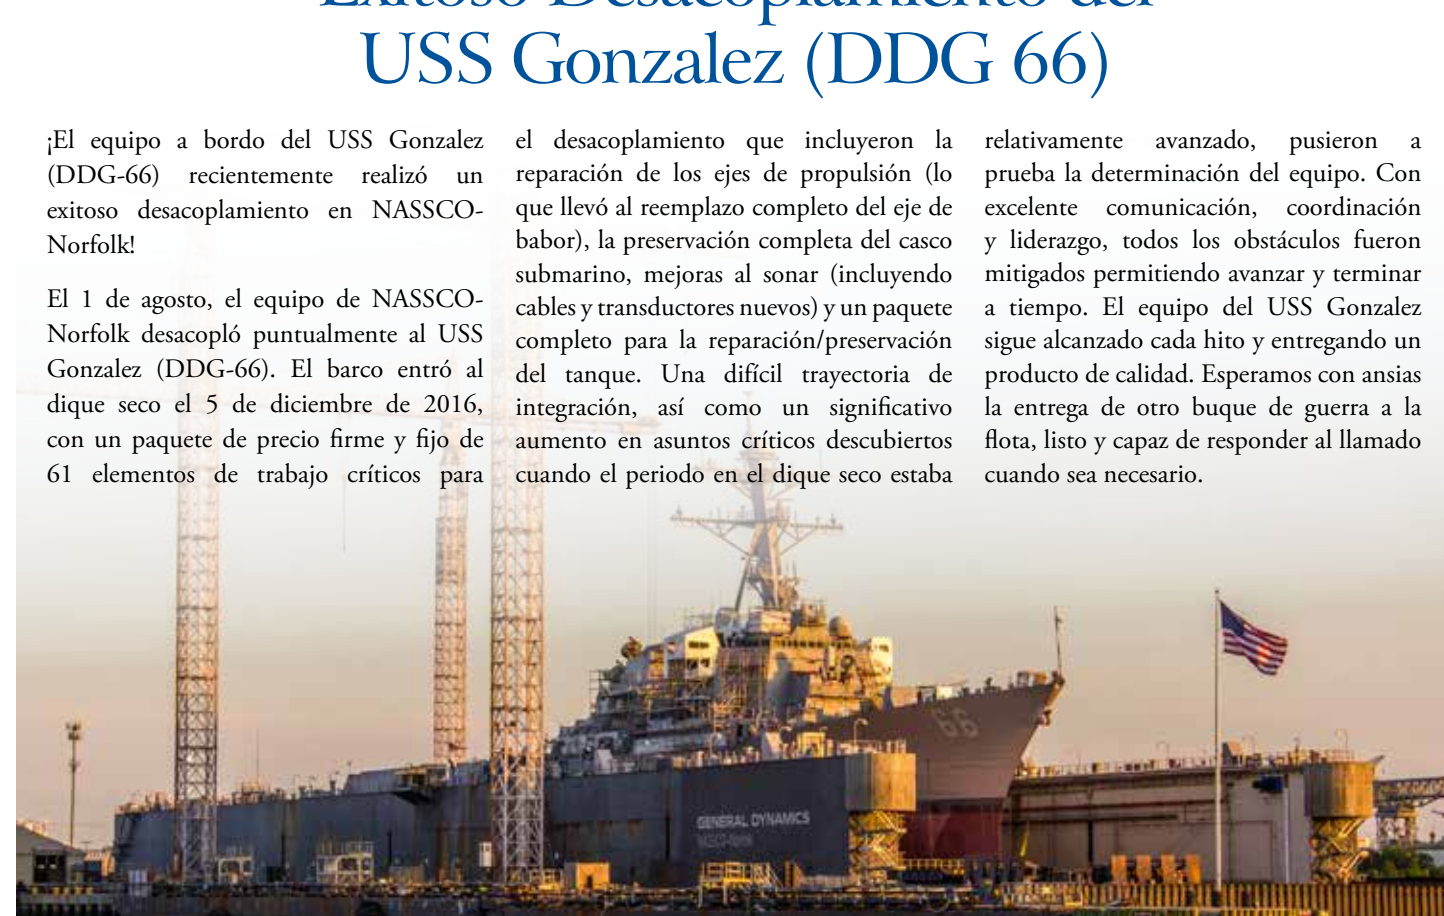 Exitoso Desacoplamiento del
USS Gonzalez (DDG 66)
¡El equipo a bordo del USS Gonzalez
(DDG-66) recientemente realizó un
exitoso desacoplamiento en NASSCO-
Norfolk!
El 1 de agosto, el equipo de NASSCO-
Norfolk desacopló puntualmente al USS
Gonzalez (DDG-66). El barco entró al
dique seco el 5 de diciembre de 2016,
con un paquete de precio firme y fijo de
61 elementos de trabajo críticos para
el desacoplamiento que incluyeron la
reparación de los ejes de propulsión (lo
que llevó al reemplazo completo del eje de
babor), la preservación completa del casco
submarino, mejoras al sonar (incluyendo
cables y transductores nuevos) y un paquete
completo para la reparación/preservación
del tanque. Una difícil trayectoria de
integración, así como un significativo
aumento en asuntos críticos descubiertos
cuando el periodo en el dique seco estaba
relativamente avanzado, pusieron a
prueba la determinación del equipo. Con
excelente comunicación, coordinación
y liderazgo, todos los obstáculos fueron
mitigados permitiendo avanzar y terminar
a tiempo. El equipo del USS Gonzalez
sigue alcanzado cada hito y entregando un
producto de calidad. Esperamos con ansias
la entrega de otro buque de guerra a la
flota, listo y capaz de responder al llamado
cuando sea necesario.
66
GENERAL DYNAMICS